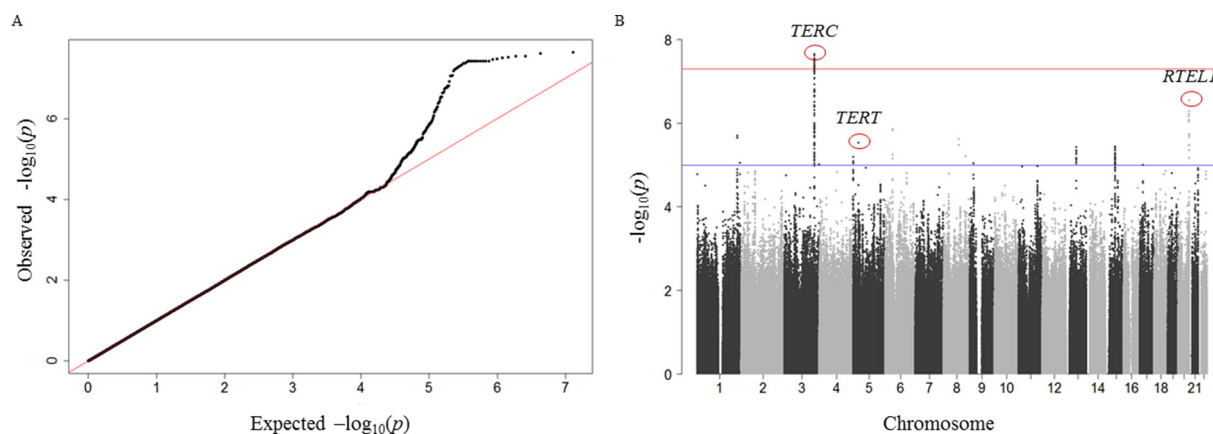 A
Observed -log10(p)
6
4
2
0
0 1 2 3 4 5 6 7
Expected –log10(p)
B
-log10(p)
8
6
4
2
0
TERC
TERT
RTEL1
1 2 3 4 5 6 7 8 9 10 12 14 16 18 21
Chromosome